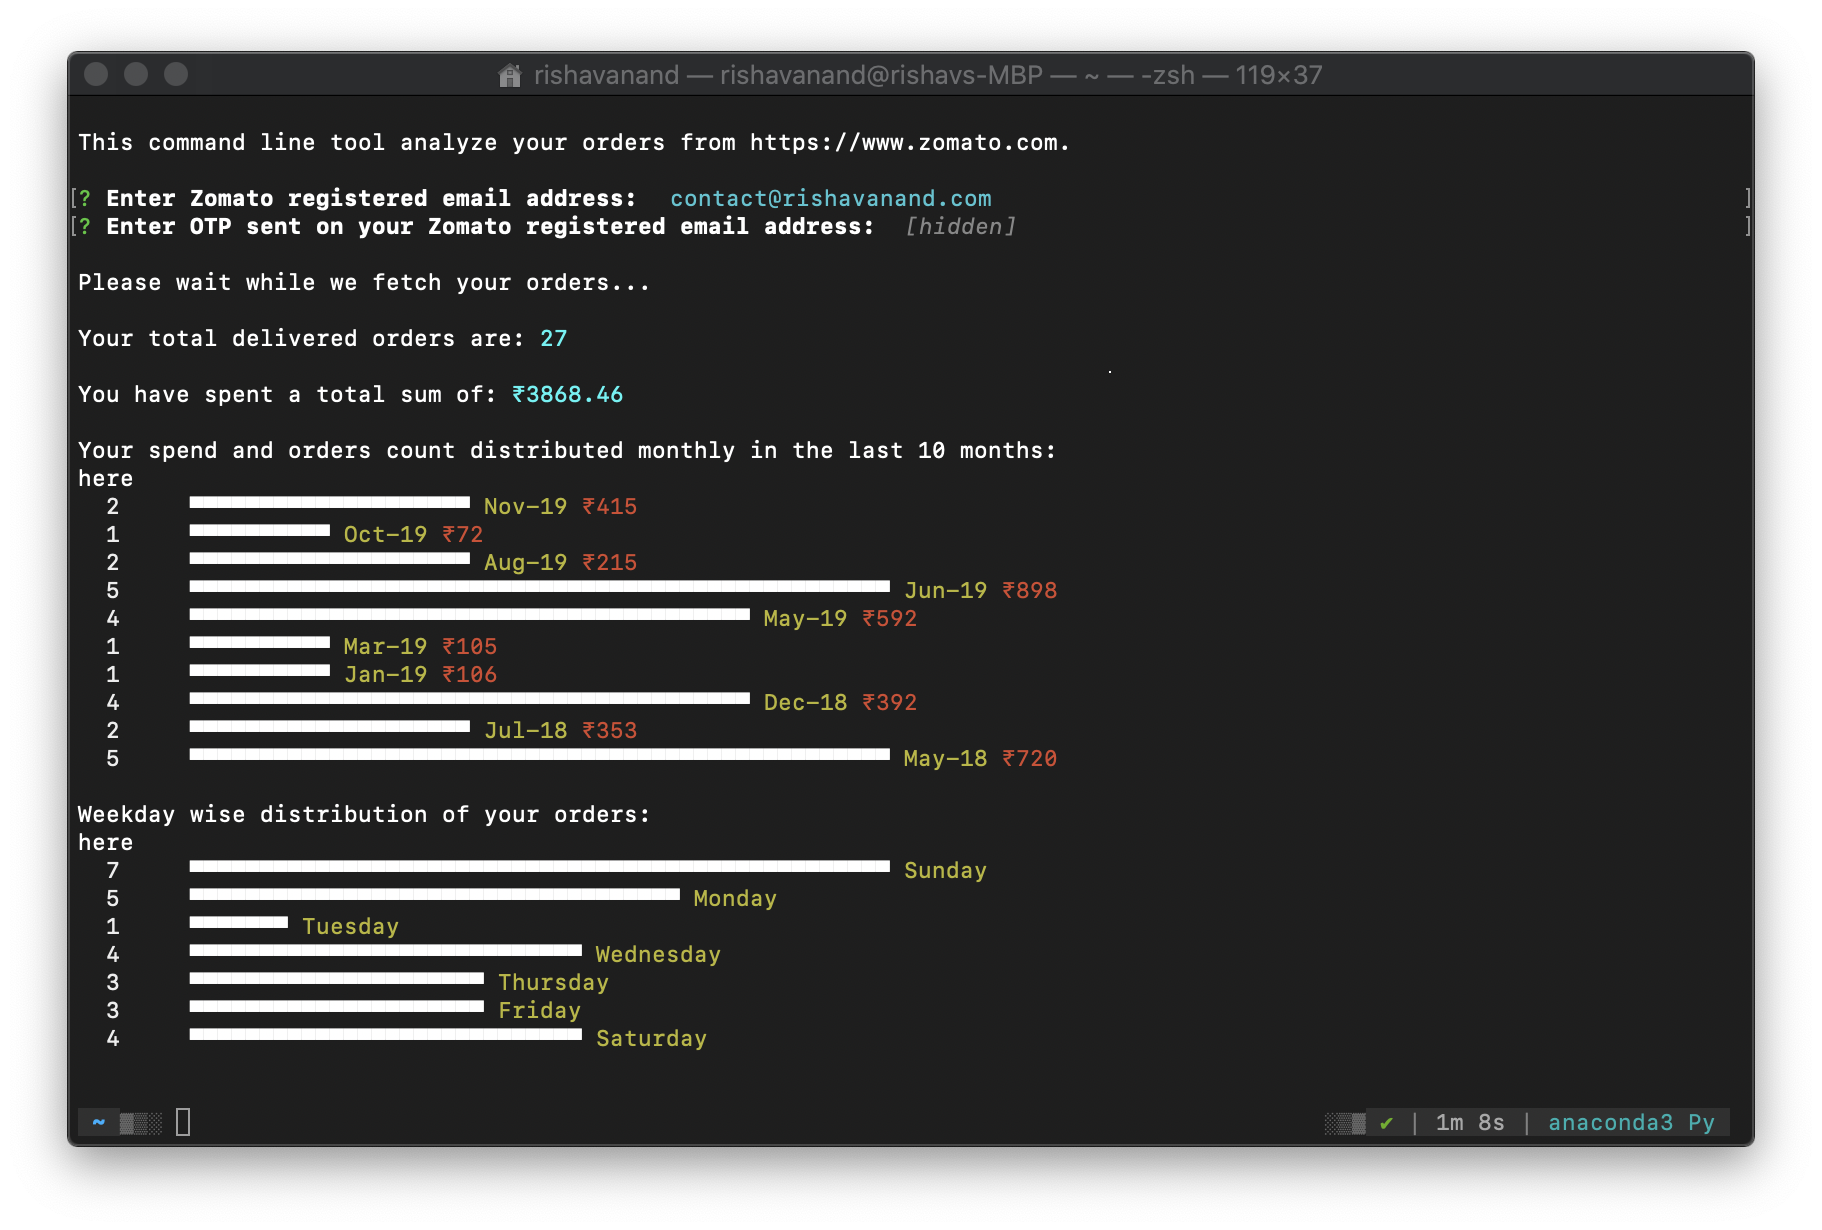 rishavanand — rishavanand@rishavs-MBP — ~ — -zsh — 119×37
This command line tool analyze your orders from https://www.zomato.com.
[? Enter Zomato registered email address: contact@rishavanand.com ]
[? Enter OTP sent on your Zomato registered email address: [hidden] ]
Please wait while we fetch your orders...
Your total delivered orders are: 27
You have spent a total sum of: ₹3868.46
Your spend and orders count distributed monthly in the last 10 months:
here
2 Nov-19 ₹415
1 Oct-19 ₹72
2 Aug-19 ₹215
5 Jun-19 ₹898
4 May-19 ₹592
1 Mar-19 ₹105
1 Jan-19 ₹106
4 Dec-18 ₹392
2 Jul-18 ₹353
5 May-18 ₹720
Weekday wise distribution of your orders:
here
7 Sunday
5 Monday
1 Tuesday
4 Wednesday
3 Thursday
3 Friday
4 Saturday
~ ✔ | 1m 8s | anaconda3 Py